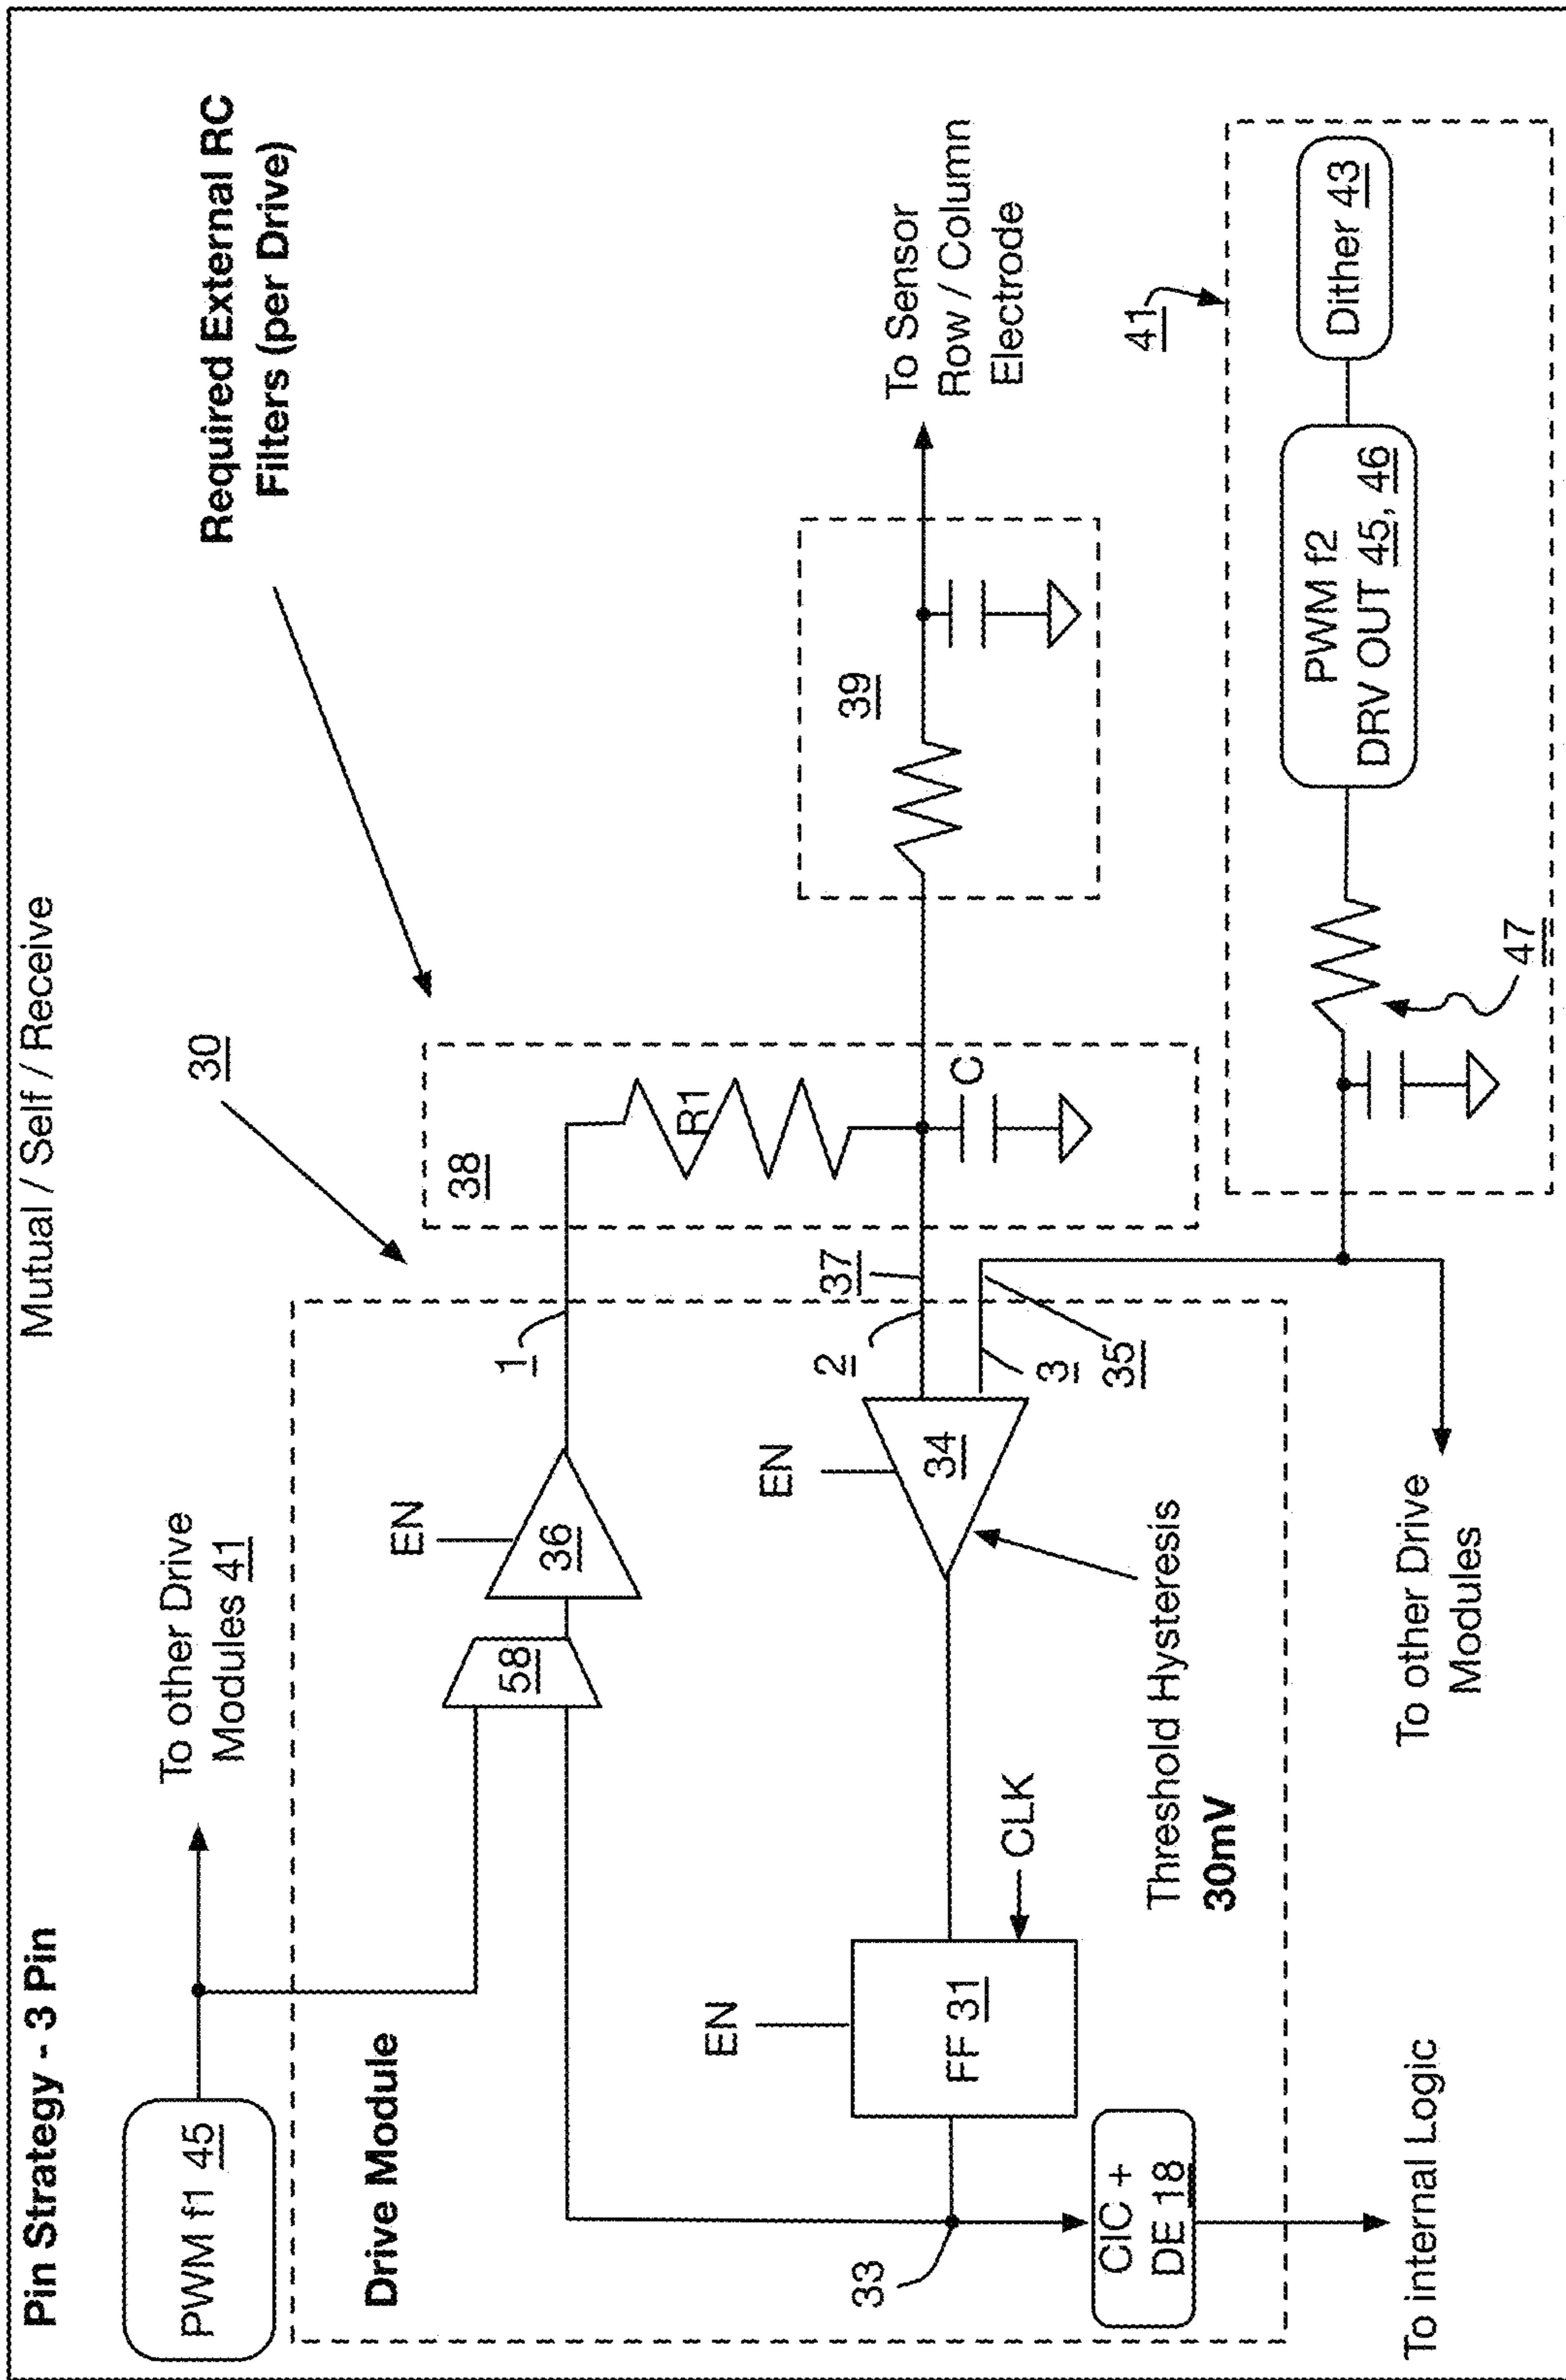 Pin Strategy - 3 Pin
Mutual / Self / Receive
PWM f1 45
To other Drive
Modules 41
30
Required External RC
Filters (per Drive)
Drive Module
58
EN
36
1
38
R1
EN
34
2
37
3
35
C
39
To Sensor
Row / Column
Electrode
33
EN
FF 31
CLK
Threshold Hysteresis
30mV
CIC +
DE 18
To internal Logic
To other Drive
Modules
41
47
PWM f2
DRV OUT 45, 46
Dither 43